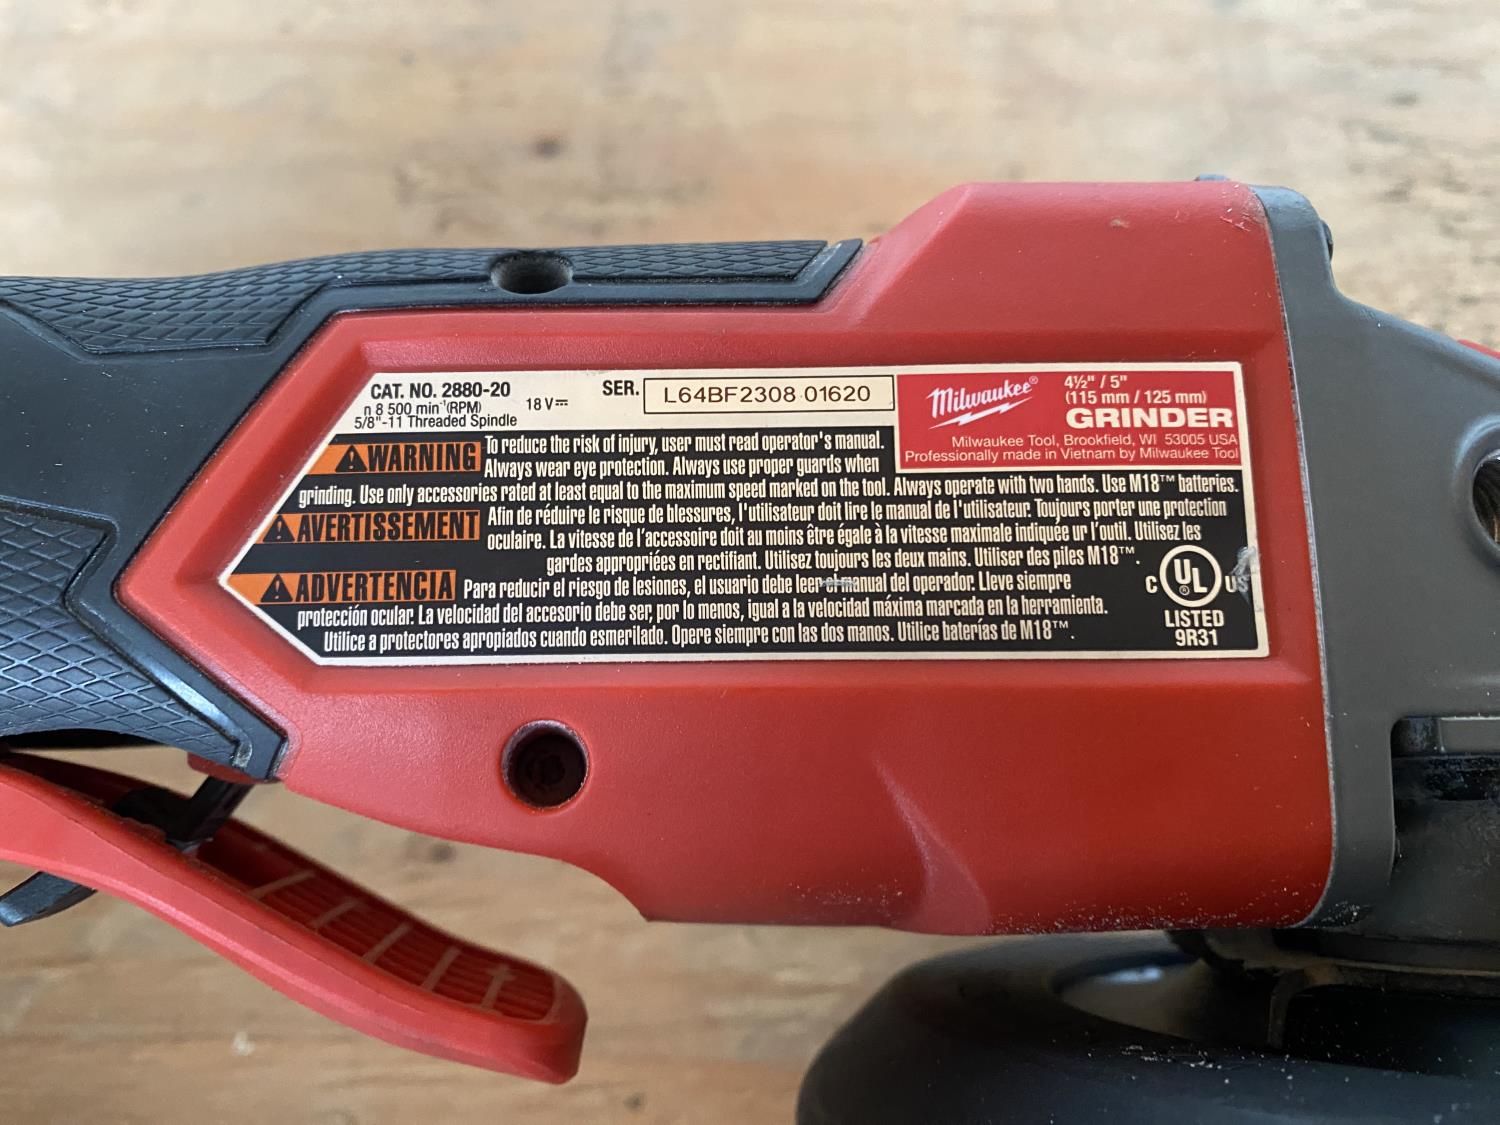 CAT. NO. 2880-20
n 8 500 min⁻¹(RPM) 18 V⎓
5/8"-11 Threaded Spindle
SER. L64BF2308 01620
Milwaukee®
4½" / 5"
(115 mm / 125 mm)
GRINDER
Milwaukee Tool, Brookfield, WI 53005 USA
Professionally made in Vietnam by Milwaukee Tool
WARNING To reduce the risk of injury, user must read operator's manual.
Always wear eye protection. Always use proper guards when
grinding. Use only accessories rated at least equal to the maximum speed marked on the tool. Always operate with two hands. Use M18™ batteries.
AVERTISSEMENT Afin de réduire le risque de blessures, l'utilisateur doit lire le manual de l'utilisateur. Toujours porter une protection
oculaire. La vitesse de l'accessoire doit au moins être égale à la vitesse maximale indiquée ur l'outil. Utilisez les
gardes appropriées en rectifiant. Utilisez toujours les deux mains. Utiliser des piles M18™.
ADVERTENCIA Para reducir el riesgo de lesiones, el usuario debe leer el manual del operador. Lleve siempre
protección ocular. La velocidad del accesorio debe ser, por lo menos, igual a la velocidad máxima marcada en la herramienta.
Utilice a protectores apropiados cuando esmerilado. Opere siempre con las dos manos. Utilice baterías de M18™.
C UL ® US
LISTED
9R31